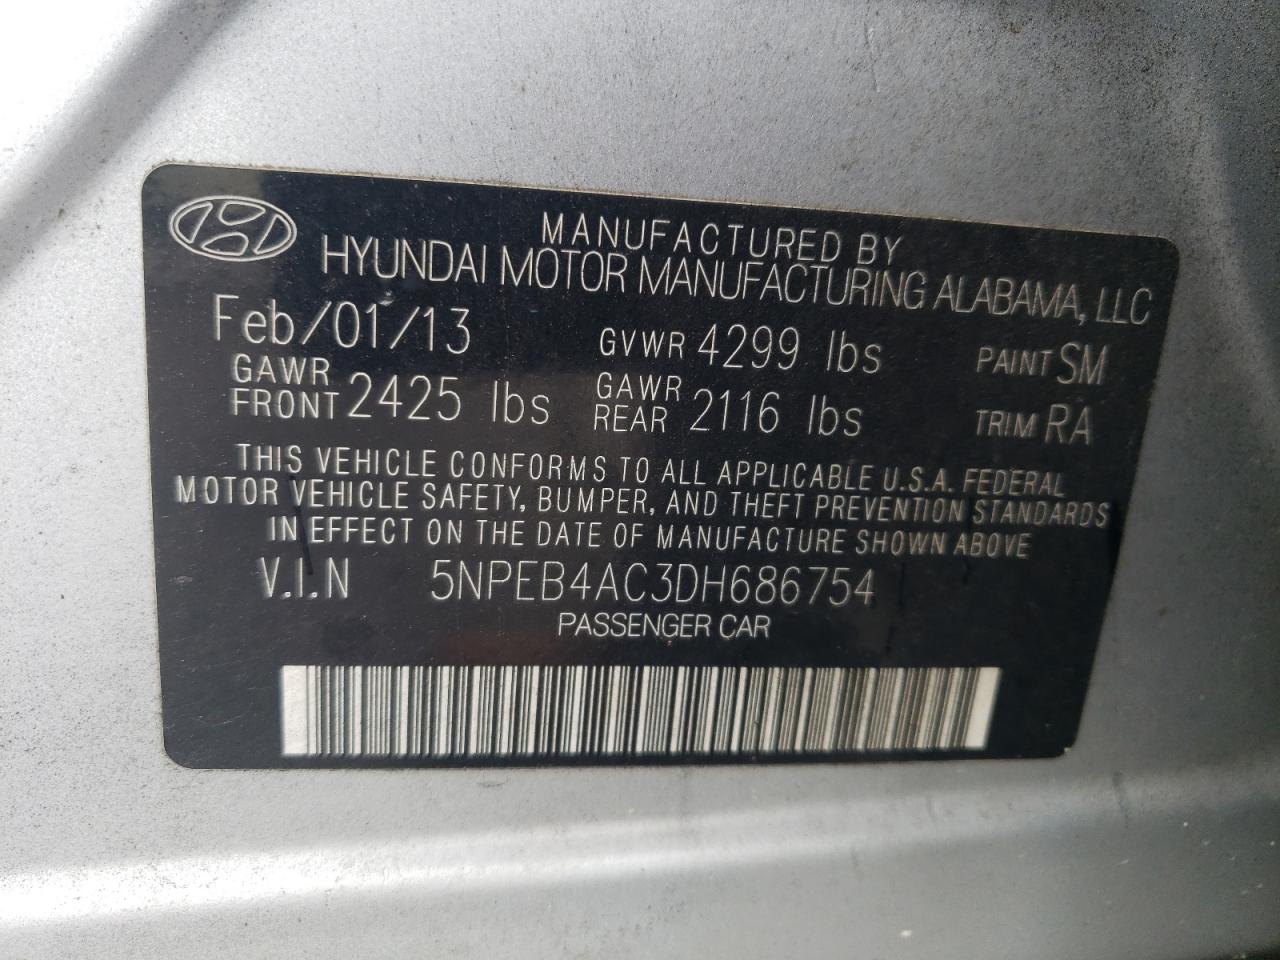 MANUFACTURED BY
HYUNDAI MOTOR MANUFACTURING ALABAMA, LLC
Feb/01/13 GVWR 4299 lbs PAINT SM
GAWR FRONT 2425 lbs GAWR REAR 2116 lbs TRIM RA
THIS VEHICLE CONFORMS TO ALL APPLICABLE U.S.A. FEDERAL
MOTOR VEHICLE SAFETY, BUMPER, AND THEFT PREVENTION STANDARDS
IN EFFECT ON THE DATE OF MANUFACTURE SHOWN ABOVE
V.I.N 5NPEB4AC3DH686754
PASSENGER CAR